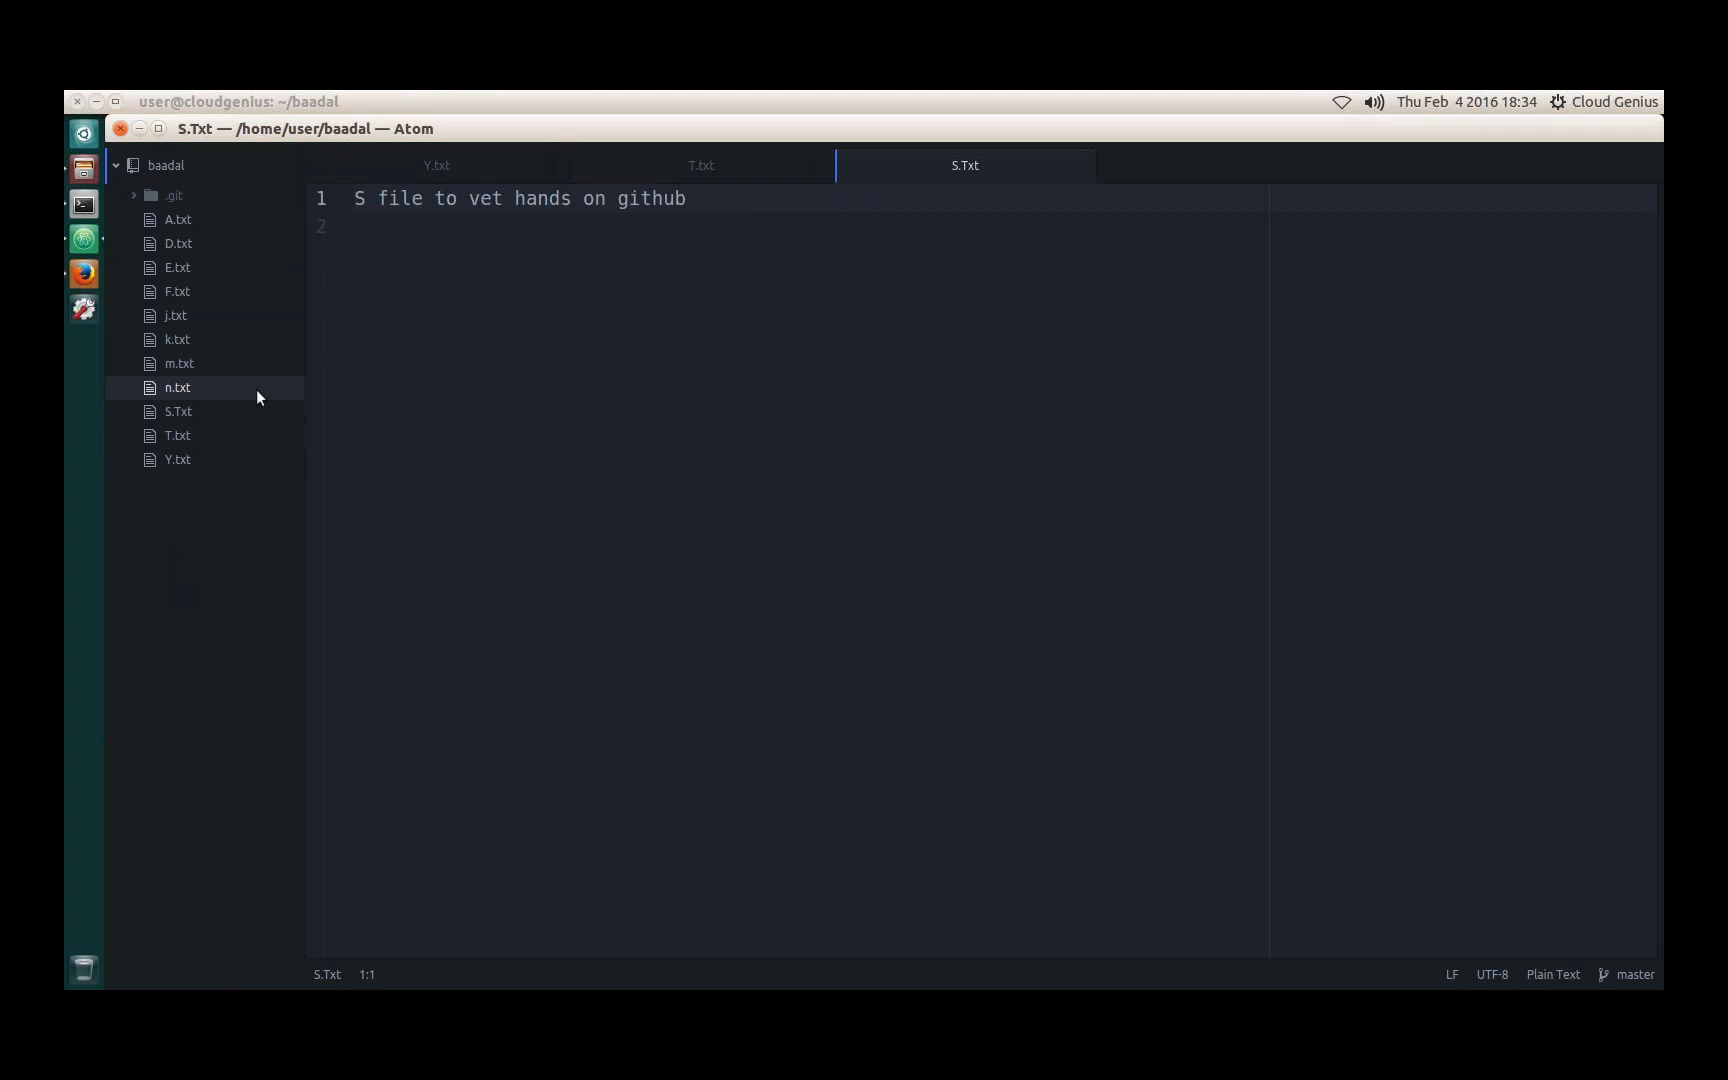 user@cloudgenius: ~/baadal
Thu Feb 4 2016 18:34 Cloud Genius
S.Txt — /home/user/baadal — Atom
baadal
Y.txt
T.txt
S.Txt
.git
A.txt
D.txt
E.txt
F.txt
j.txt
k.txt
m.txt
n.txt
S.Txt
T.txt
Y.txt
1 S file to vet hands on github
2
S.Txt 1:1
LF UTF-8 Plain Text master